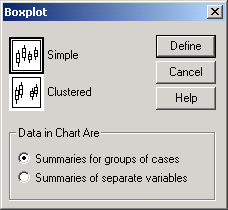 Boxplot
Simple
Define
Cancel
Clustered
Help
Data in Chart Are
Summaries for groups of cases
Summaries of separate variables